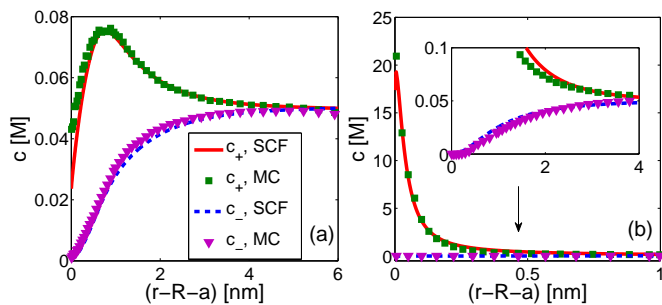 0.08
0.06
0.04
0.02
0
c [M]
c₊, SCF
c₊, MC
c₋, SCF
c₋, MC
(a)
0 2 4 6
(r−R−a) [nm]
25
20
15
10
5
0
c [M]
0.1
0.05
0
0 2 4
(b)
0 0.5 1
(r−R−a) [nm]